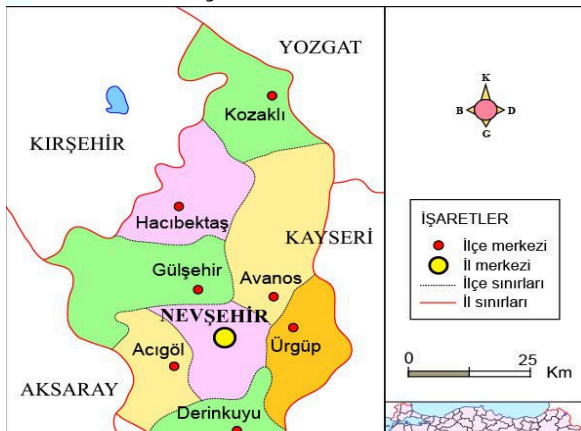 YOZGAT
Kozaklı
KIRŞEHİR
Hacıbektaş
KAYSERİ
Gülşehir
Avanos
NEVŞEHİR
Ürgüp
Acıgöl
AKSARAY
Derinkuyu
K
B D
G
İŞARETLER
İlçe merkezi
İl merkezi
İlçe sınırları
İl sınırları
0 25
Km